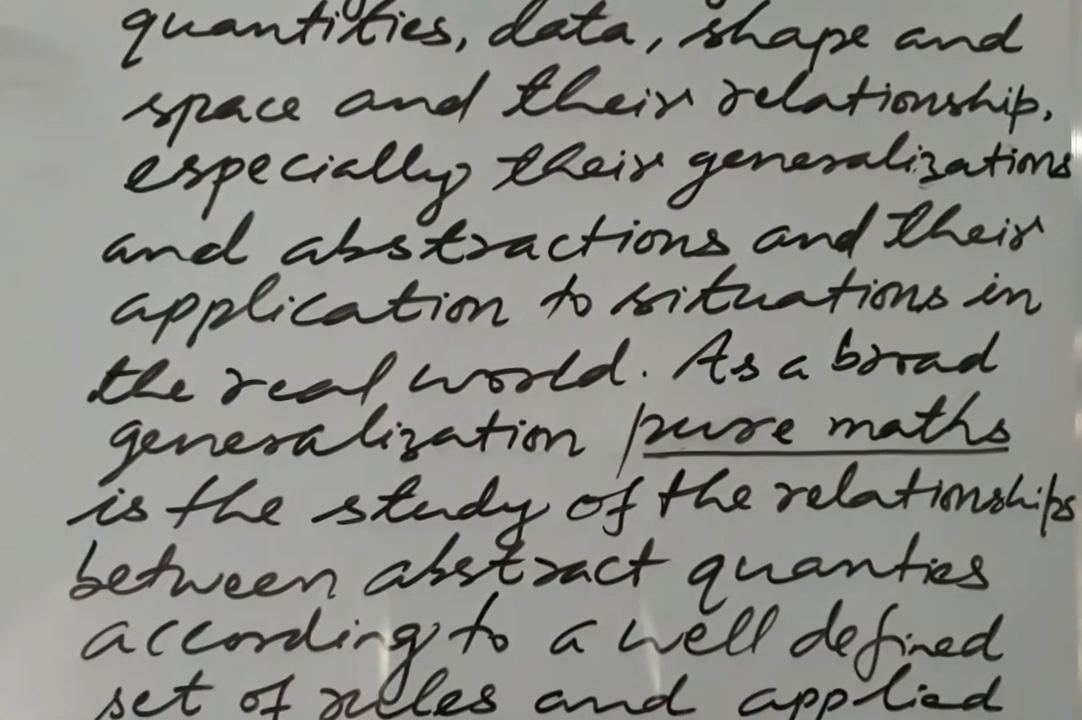 quantities, data, shape and
space and their relationship,
especially their generalizations
and abstractions and their
application to situations in
the real world. As a broad
generalization pure maths
is the study of the relationships
between abstract quanties
according to a well defined
set of rules and applied